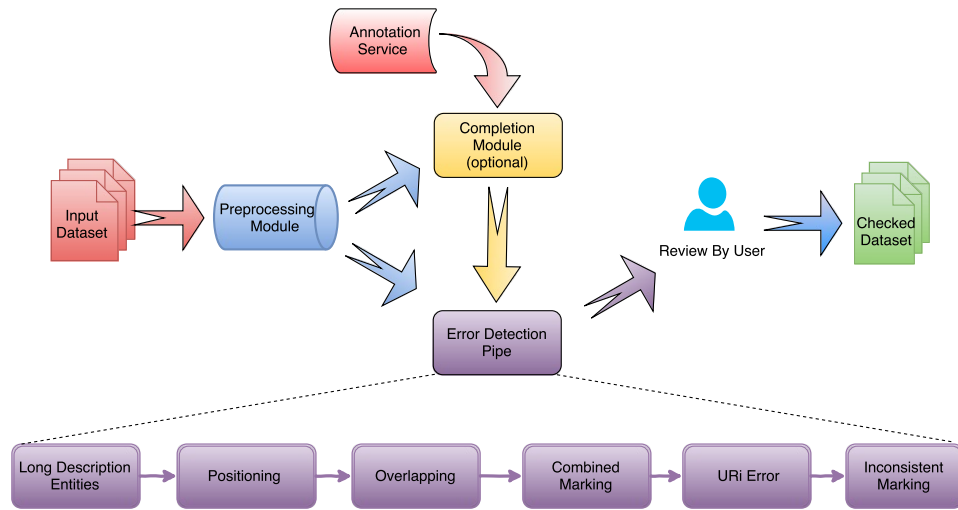 Annotation
Service
Completion
Module
(optional)
Input
Dataset
Preprocessing
Module
Review By User
Checked
Dataset
Error Detection
Pipe
Long Description
Entities
Positioning
Overlapping
Combined
Marking
URi Error
Inconsistent
Marking